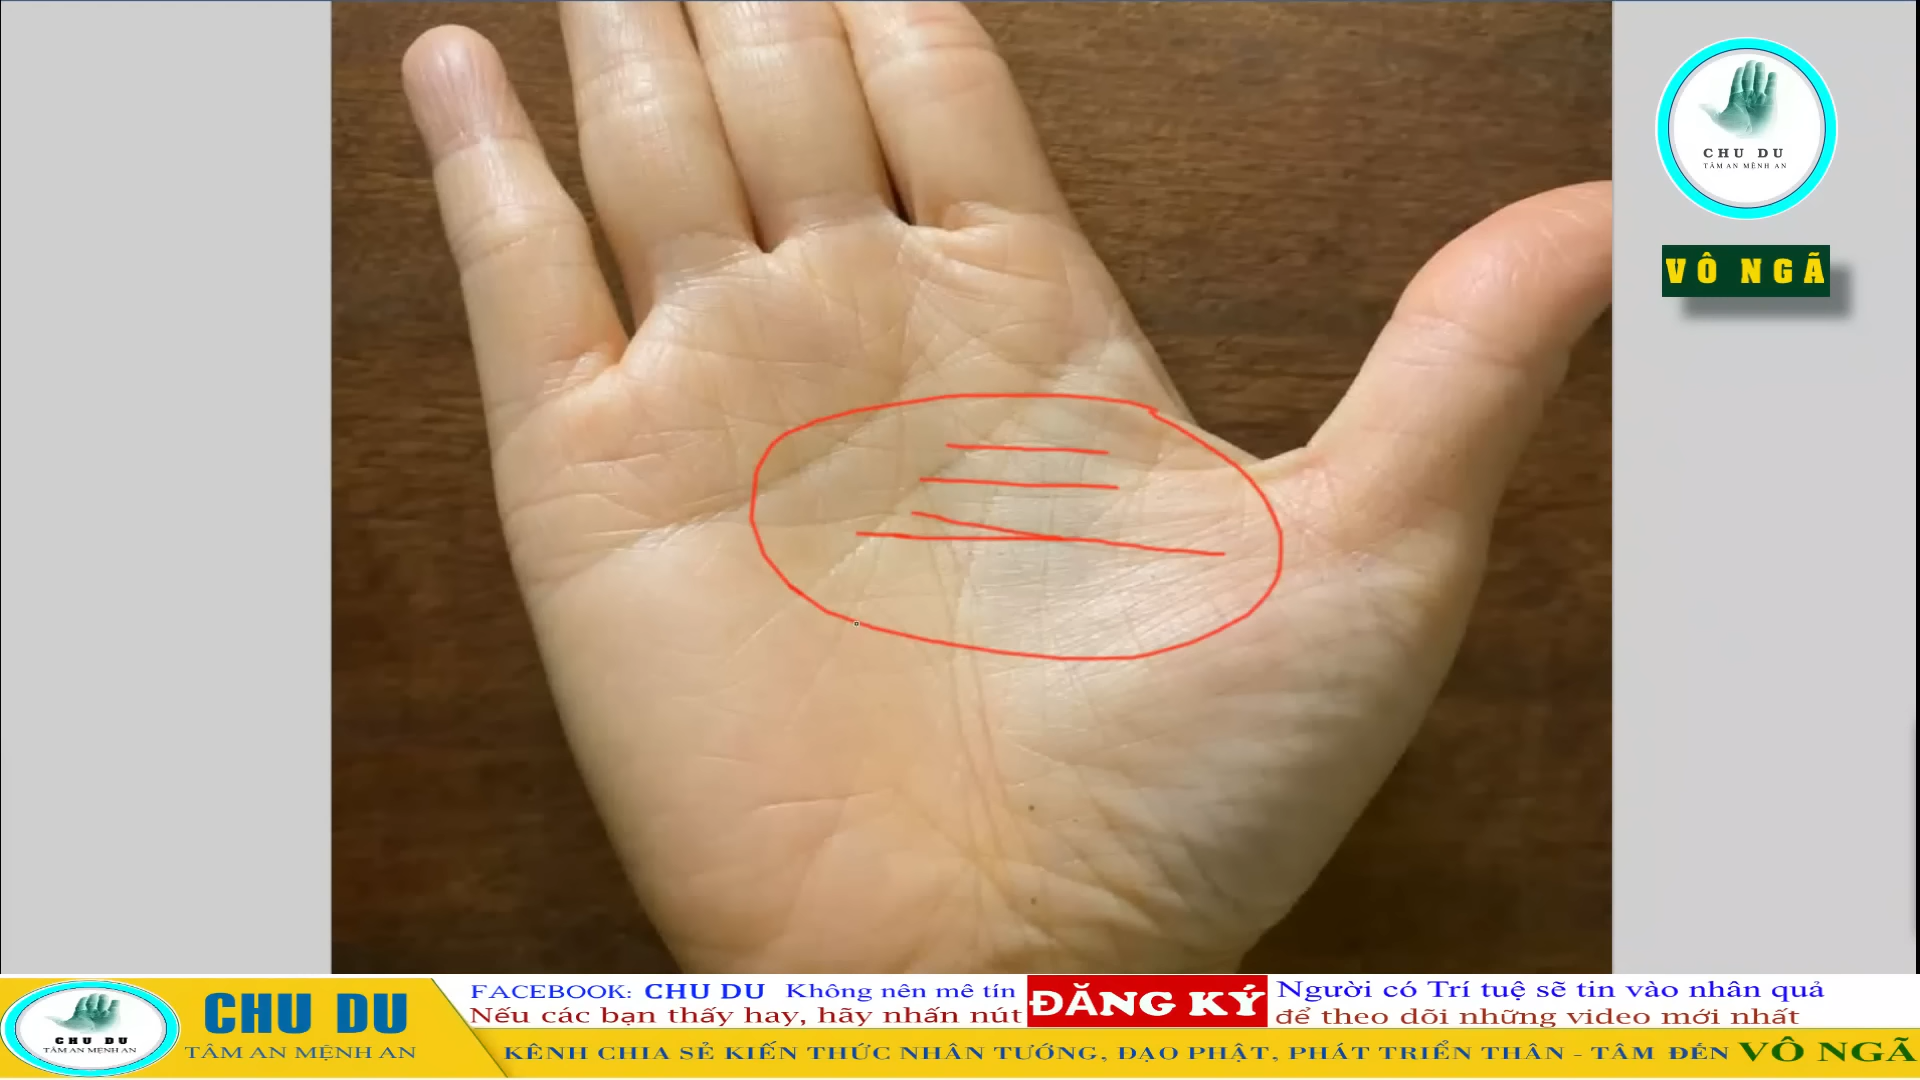 CHU DU
TÂM AN MỆNH AN
VÔ NGÃ
CHU DU
TÂM AN MỆNH AN
CHU DU
TÂM AN MỆNH AN
FACEBOOK: CHU DU Không nên mê tín
Nếu các bạn thấy hay, hãy nhấn nút
ĐĂNG KÝ
Người có Trí tuệ sẽ tin vào nhân quả
để theo dõi những video mới nhất
KÊNH CHIA SẺ KIẾN THỨC NHÂN TƯỚNG, ĐẠO PHẬT, PHÁT TRIỂN THÂN - TÂM ĐẾN VÔ NGÃ